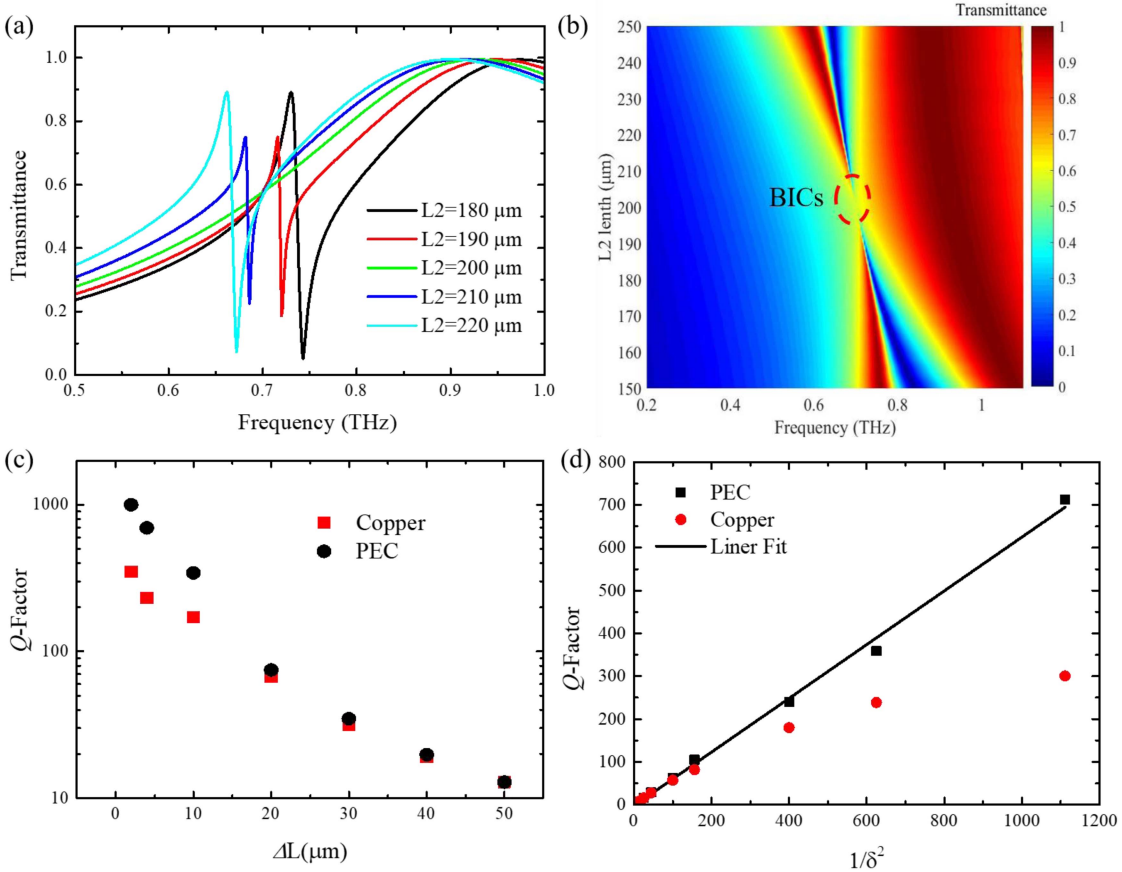 (a)
Transmittance
1.0
0.8
0.6
0.4
0.2
0.0
L2=180 μm
L2=190 μm
L2=200 μm
L2=210 μm
L2=220 μm
0.5
0.6
0.7
0.8
0.9
1.0
Frequency (THz)
(b)
Transmittance
L2 lenth (μm)
250
240
230
220
210
200
190
180
170
160
150
BICs
0.2
0.4
0.6
0.8
1
Frequency (THz)
1
0.9
0.8
0.7
0.6
0.5
0.4
0.3
0.2
0.1
0
(c)
Q-Factor
1000
100
10
Copper
PEC
0
10
20
30
40
50
ΔL(μm)
(d)
Q-Factor
800
700
600
500
400
300
200
100
0
PEC
Copper
Liner Fit
0
200
400
600
800
1000
1200
1/δ²